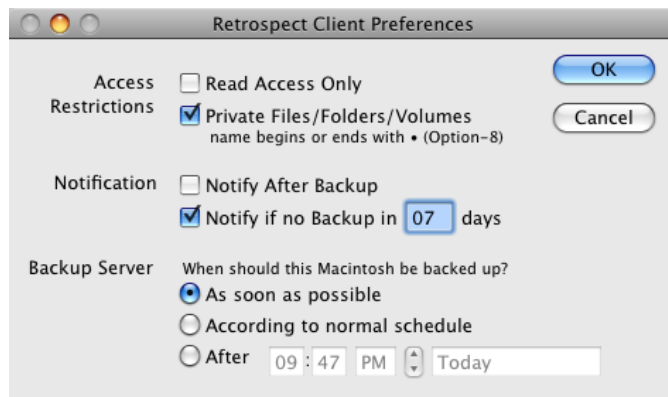 Retrospect Client Preferences
Access Restrictions
Read Access Only
Private Files/Folders/Volumes
name begins or ends with • (Option-8)
OK
Cancel
Notification
Notify After Backup
Notify if no Backup in 07 days
Backup Server
When should this Macintosh be backed up?
As soon as possible
According to normal schedule
After 09 : 47 PM Today